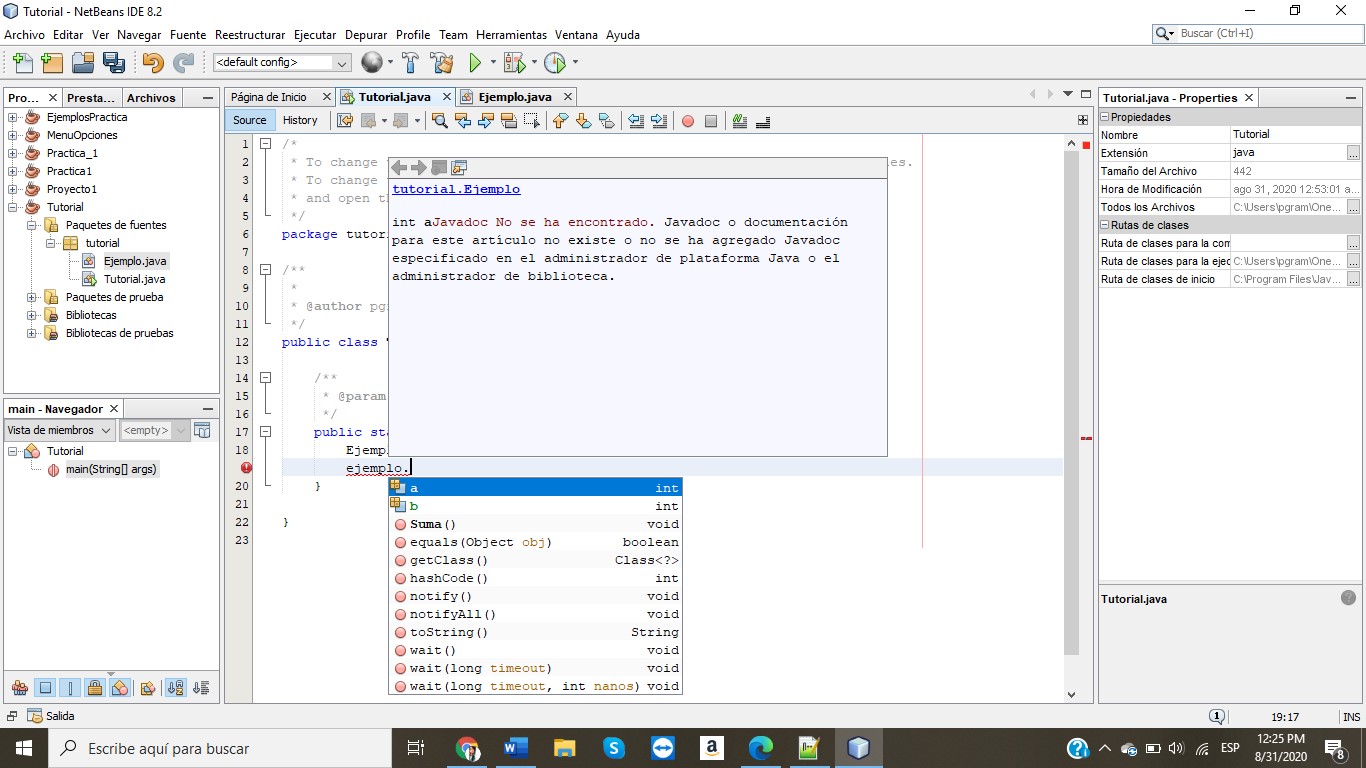 Tutorial - NetBeans IDE 8.2
Archivo Editar Ver Navegar Fuente Reestructurar Ejecutar Depurar Profile Team Herramientas Ventana Ayuda
Buscar (Ctrl+I)
<default config>
Pro... Presta... Archivos
EjemplosPractica
MenuOpciones
Practica_1
Practica1
Proyecto1
Tutorial
Paquetes de fuentes
tutorial
Ejemplo.java
Tutorial.java
Paquetes de prueba
Bibliotecas
Bibliotecas de pruebas
main - Navegador
Vista de miembros <empty>
Tutorial
main(String[] args)
Página de Inicio Tutorial.java Ejemplo.java
Source History
1 /*
2 * To change es.
3 * To change
4 * and open th
5 */
6 package tutori
7
8 /**
9 *
10 * @author pgr
11 */
12 public class
13
14 /**
15 * @param
16 */
17 public sta
18 Ejemp
ejemplo.
20 }
21
22 }
23
tutorial.Ejemplo
int aJavadoc No se ha encontrado. Javadoc o documentación
para este artículo no existe o no se ha agregado Javadoc
especificado en el administrador de plataforma Java o el
administrador de biblioteca.
a int
b int
Suma() void
equals(Object obj) boolean
getClass() Class<?>
hashCode() int
notify() void
notifyAll() void
toString() String
wait() void
wait(long timeout) void
wait(long timeout, int nanos) void
Tutorial.java - Properties
Propiedades
Nombre Tutorial
Extensión java ...
Tamaño del Archivo 442
Hora de Modificación ago 31, 2020 12:53:01 a...
Todos los Archivos C:\Users\pgram\One... ...
Rutas de clases
Ruta de clases para la com ...
Ruta de clases para la ejec C:\Users\pgram\One... ...
Ruta de clases de inicio C:\Program Files\Jav... ...
Tutorial.java
Salida
1 19:17 INS
Escribe aquí para buscar
ESP
12:25 PM
8/31/2020
8